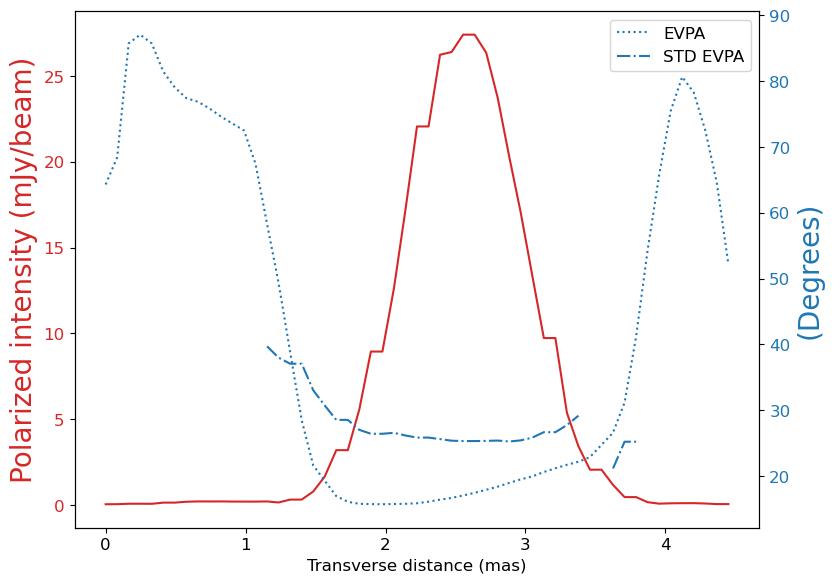 EVPA
STD EVPA
Polarized intensity (mJy/beam)
25
20
15
10
5
0
90
80
70
60
50
40
30
20
(Degrees)
0 1 2 3 4
Transverse distance (mas)